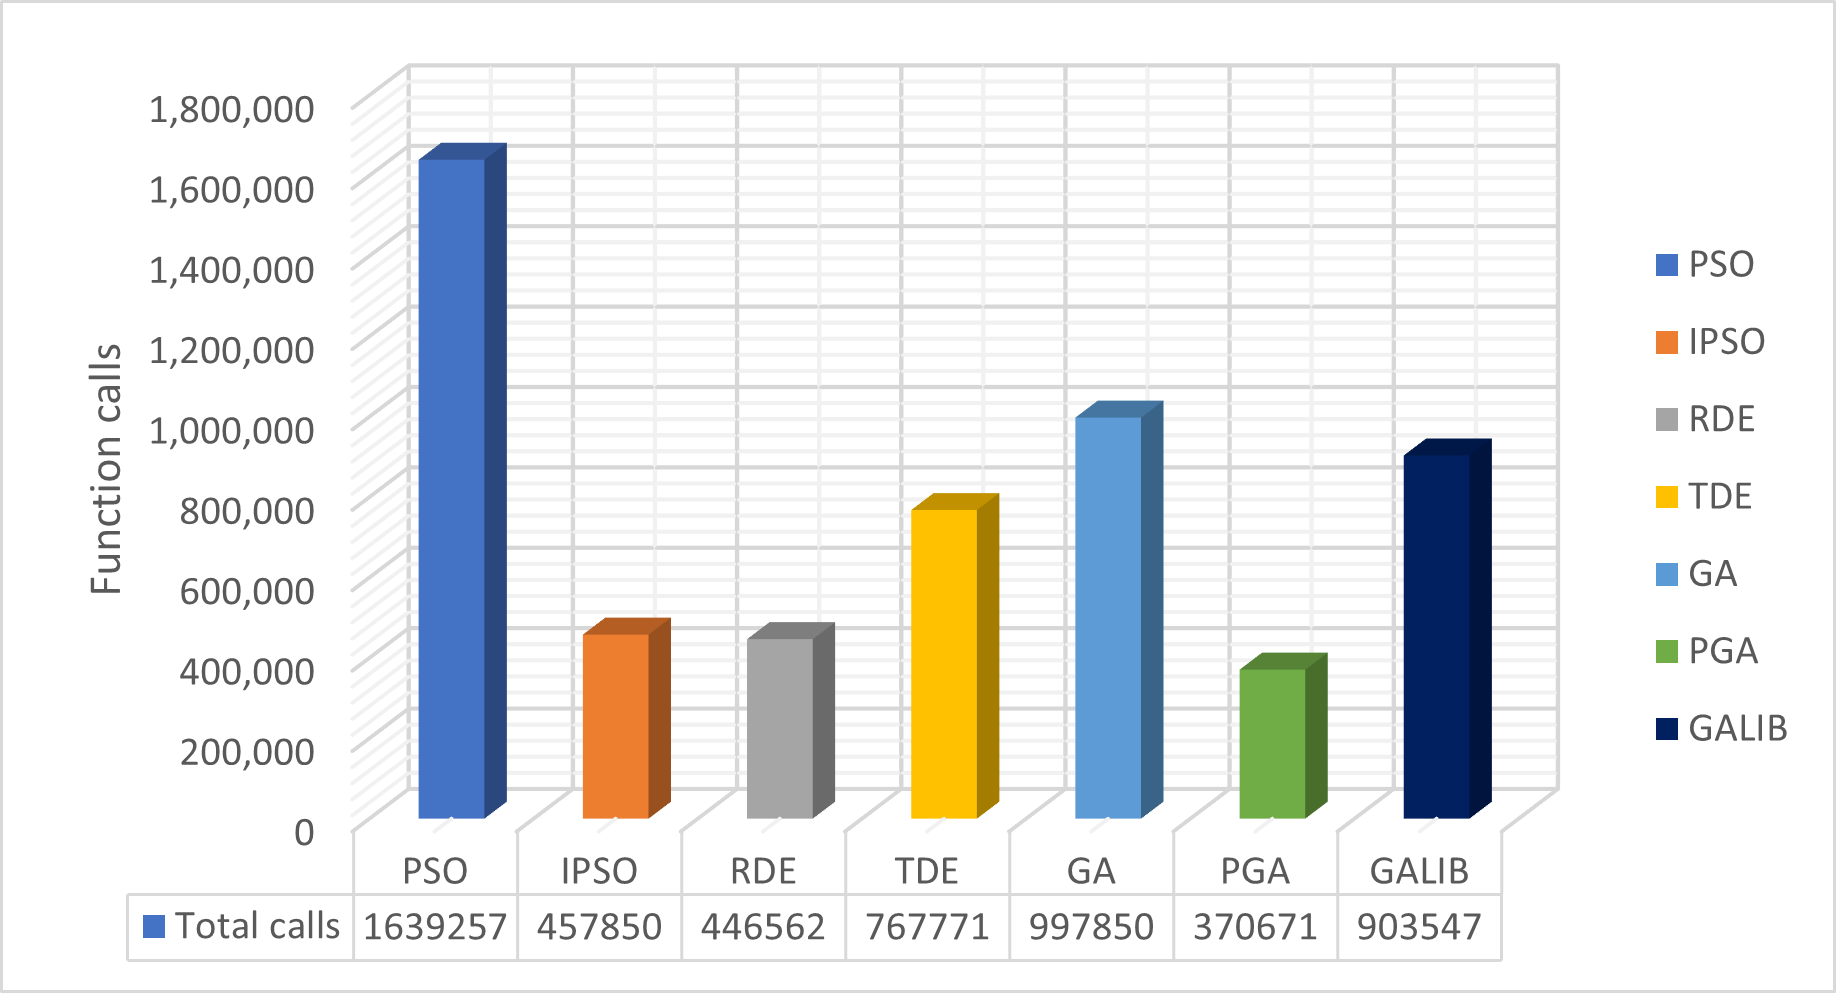 1,800,000
1,600,000
1,400,000
1,200,000
1,000,000
800,000
600,000
400,000
200,000
0
Function calls
PSO IPSO RDE TDE GA PGA GALIB
Total calls 1639257 457850 446562 767771 997850 370671 903547
PSO
IPSO
RDE
TDE
GA
PGA
GALIB